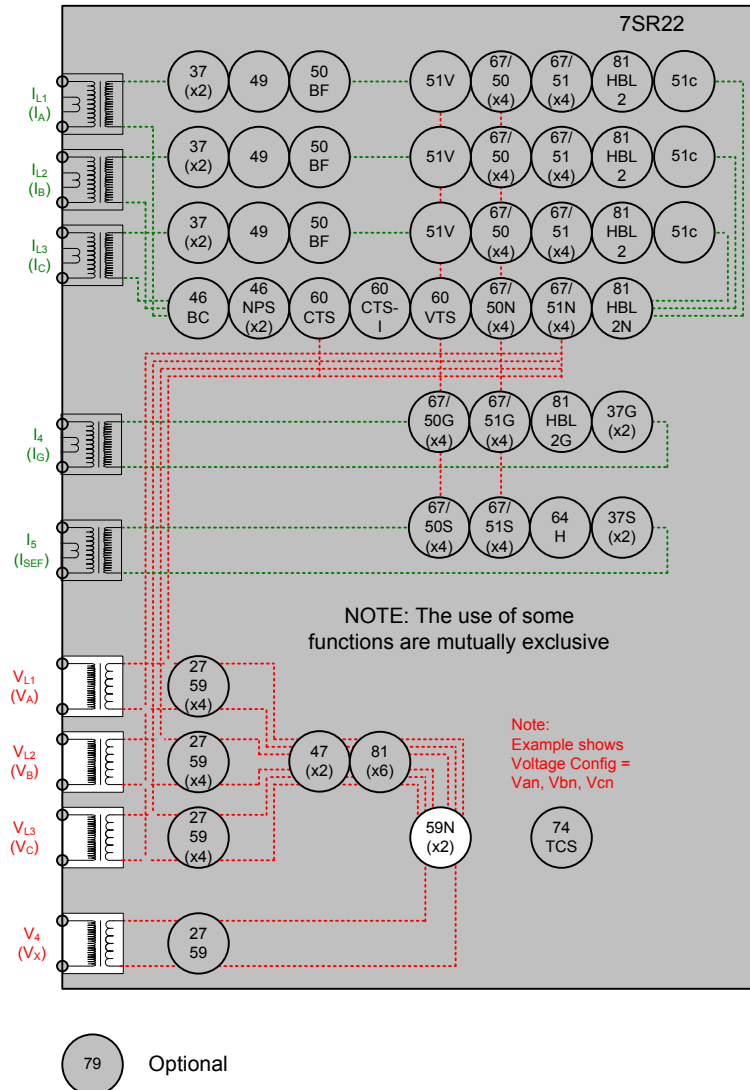 7SR22
IL1
(IA)
37
(x2)
49
50
BF
51V
67/
50
(x4)
67/
51
(x4)
81
HBL
2
51c
IL2
(IB)
37
(x2)
49
50
BF
51V
67/
50
(x4)
67/
51
(x4)
81
HBL
2
51c
IL3
(IC)
37
(x2)
49
50
BF
51V
67/
50
(x4)
67/
51
(x4)
81
HBL
2
51c
46
BC
46
NPS
(x2)
60
CTS
60
CTS-
I
60
VTS
67/
50N
(x4)
67/
51N
(x4)
81
HBL
2N
I4
(IG)
67/
50G
(x4)
67/
51G
(x4)
81
HBL
2G
37G
(x2)
I5
(ISEF)
67/
50S
(x4)
67/
51S
(x4)
64
H
37S
(x2)
NOTE: The use of some
functions are mutually exclusive
VL1
(VA)
27
59
(x4)
VL2
(VB)
27
59
(x4)
47
(x2)
81
(x6)
Note:
Example shows
Voltage Config =
Van, Vbn, Vcn
VL3
(VC)
27
59
(x4)
59N
(x2)
74
TCS
V4
(VX)
27
59
79
Optional